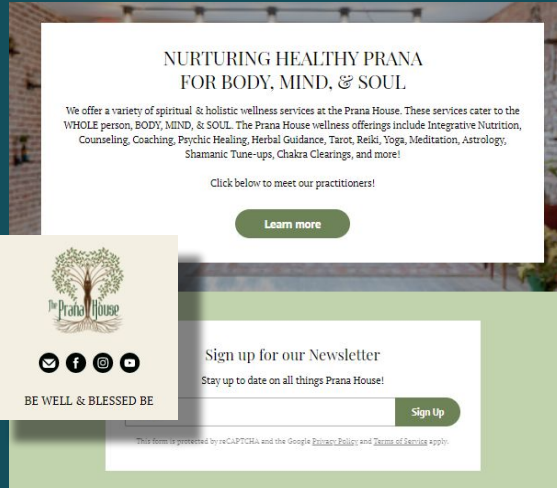 NURTURING HEALTHY PRANA
FOR BODY, MIND, & SOUL
We offer a variety of spiritual & holistic wellness services at the Prana House. These services cater to the
WHOLE person, BODY, MIND, & SOUL. The Prana House wellness offerings include Integrative Nutrition,
Counseling, Coaching, Psychic Healing, Herbal Guidance, Tarot, Reiki, Yoga, Meditation, Astrology,
Shamanic Tune-ups, Chakra Clearings, and more!
Click below to meet our practitioners!
Learn more
The Prana House
BE WELL & BLESSED BE
Sign up for our Newsletter
Stay up to date on all things Prana House!
Sign Up
This form is protected by reCAPTCHA and the Google Privacy Policy and Terms of Service apply.